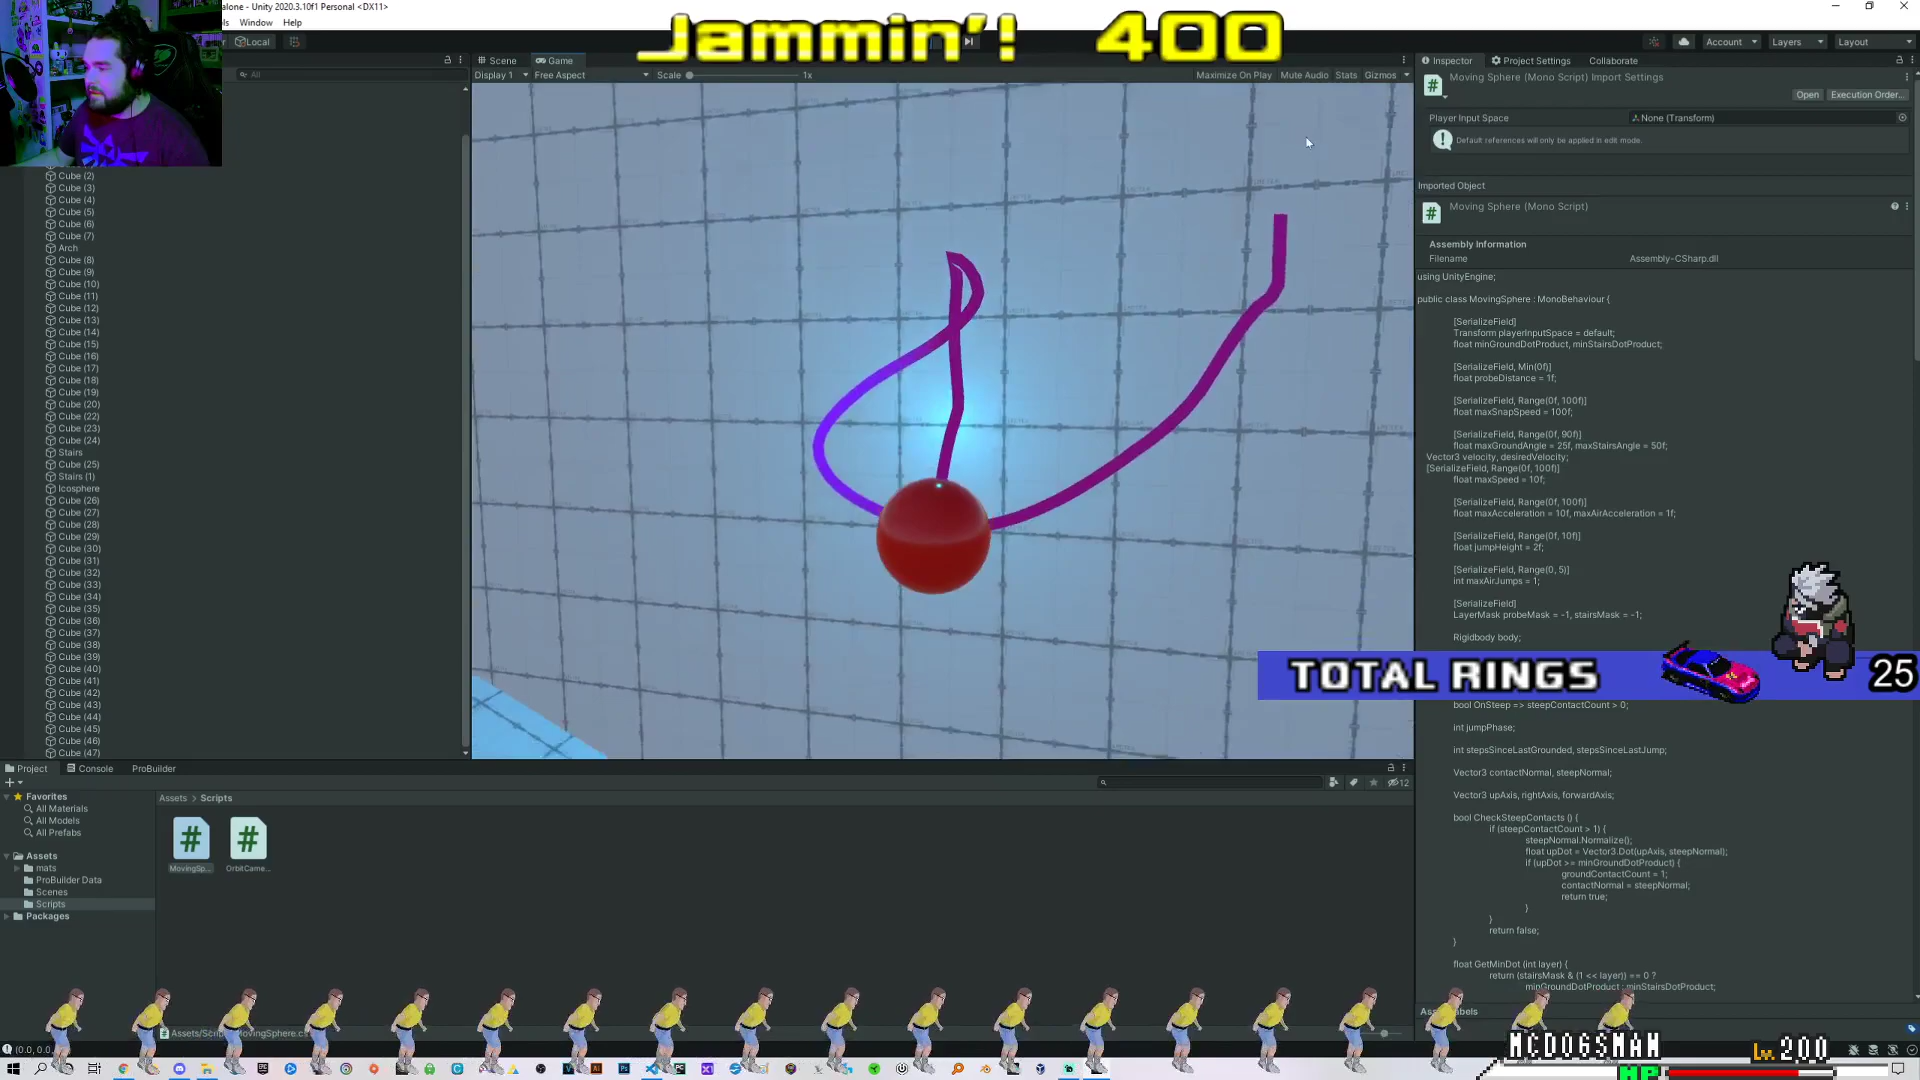 alone - Unity 2020.3.10f1 Personal <DX11>
Window Help
Jammin'! 400
Local
Account Layers Layout
All
Scene Game
Display 1 Free Aspect Scale 1x Maximize On Play Mute Audio Stats Gizmos
Inspector Project Settings Collaborate
Moving Sphere (Mono Script) Import Settings
Open Execution Order...
Player Input Space None (Transform)
Default references will only be applied in edit mode.
Imported Object
Moving Sphere (Mono Script)
Assembly Information
Filename Assembly-CSharp.dll
using UnityEngine;
public class MovingSphere : MonoBehaviour {
[SerializeField]
Transform playerInputSpace = default;
float minGroundDotProduct, minStairsDotProduct;
[SerializeField, Min(0f)]
float probeDistance = 1f;
[SerializeField, Range(0f, 100f)]
float maxSnapSpeed = 100f;
[SerializeField, Range(0f, 90f)]
float maxGroundAngle = 25f, maxStairsAngle = 50f;
Vector3 velocity, desiredVelocity;
[SerializeField, Range(0f, 100f)]
float maxSpeed = 10f;
[SerializeField, Range(0f, 100f)]
float maxAcceleration = 10f, maxAirAcceleration = 1f;
[SerializeField, Range(0f, 10f)]
float jumpHeight = 2f;
[SerializeField, Range(0, 5)]
int maxAirJumps = 1;
[SerializeField]
LayerMask probeMask = -1, stairsMask = -1;
Rigidbody body;
TOTAL RINGS 25
bool OnSteep => steepContactCount > 0;
int jumpPhase;
int stepsSinceLastGrounded, stepsSinceLastJump;
Vector3 contactNormal, steepNormal;
Vector3 upAxis, rightAxis, forwardAxis;
bool CheckSteepContacts () {
if (steepContactCount > 1) {
steepNormal.Normalize();
float upDot = Vector3.Dot(upAxis, steepNormal);
if (upDot >= minGroundDotProduct) {
groundContactCount = 1;
contactNormal = steepNormal;
return true;
}
}
return false;
}
float GetMinDot (int layer) {
return (stairsMask & (1 << layer)) == 0 ?
minGroundDotProduct : minStairsDotProduct;
Cube (2)
Cube (3)
Cube (4)
Cube (5)
Cube (6)
Cube (7)
Arch
Cube (8)
Cube (9)
Cube (10)
Cube (11)
Cube (12)
Cube (13)
Cube (14)
Cube (15)
Cube (16)
Cube (17)
Cube (18)
Cube (19)
Cube (20)
Cube (22)
Cube (23)
Cube (24)
Stairs
Cube (25)
Stairs (1)
Icosphere
Cube (26)
Cube (27)
Cube (28)
Cube (29)
Cube (30)
Cube (31)
Cube (32)
Cube (33)
Cube (34)
Cube (35)
Cube (36)
Cube (37)
Cube (38)
Cube (39)
Cube (40)
Cube (41)
Cube (42)
Cube (43)
Cube (44)
Cube (45)
Cube (46)
Cube (47)
Project Console ProBuilder
12
Favorites
All Materials
All Models
All Prefabs
Assets
mats
ProBuilder Data
Scenes
Scripts
Packages
Assets > Scripts
MovingSp... OrbitCame...
MCDOGSMAN Lv. 200
HP